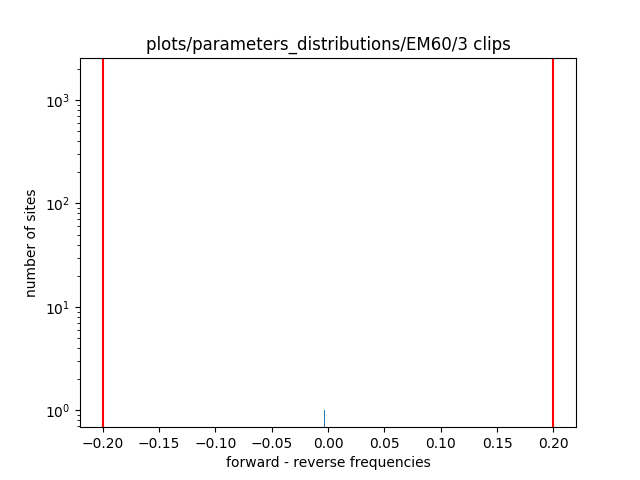 plots/parameters_distributions/EM60/3 clips
number of sites
10³
10²
10¹
10⁰
−0.20 −0.15 −0.10 −0.05 0.00 0.05 0.10 0.15 0.20
forward - reverse frequencies